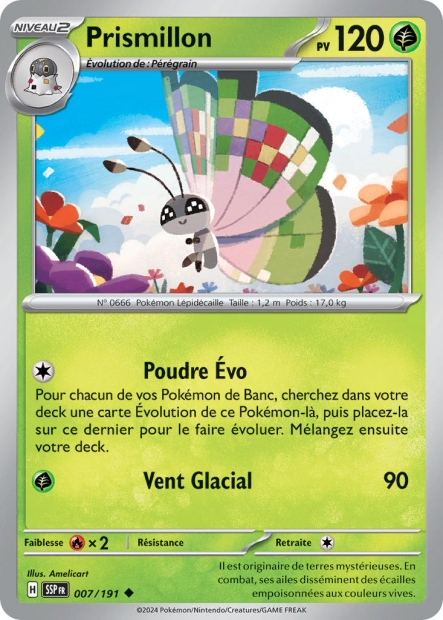 NIVEAU 2
Prismillon
PV 120
Évolution de : Pérégrain
N° 0666 Pokémon Lépidécaille Taille : 1,2 m Poids : 17,0 kg
Poudre Évo
Pour chacun de vos Pokémon de Banc, cherchez dans votre
deck une carte Évolution de ce Pokémon-là, puis placez-la
sur ce dernier pour le faire évoluer. Mélangez ensuite
votre deck.
Vent Glacial 90
Faiblesse ×2 Résistance Retraite
Illus. Amelicart
H SSP FR 007/191
Il est originaire de terres mystérieuses. En
combat, ses ailes disséminent des écailles
empoisonnées aux couleurs vives.
©2024 Pokémon/Nintendo/Creatures/GAME FREAK